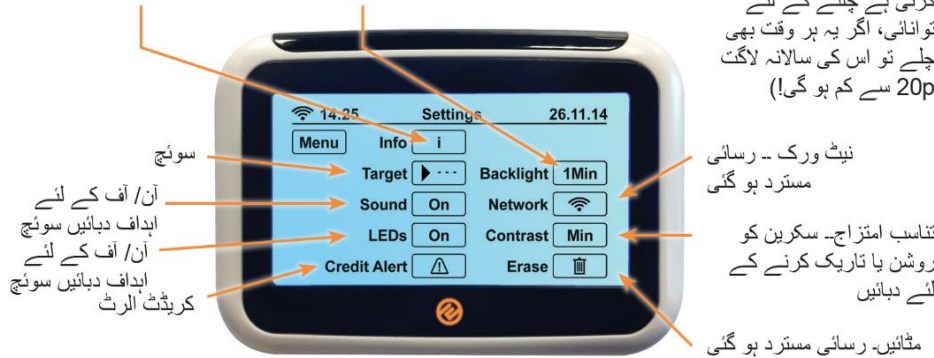 کرتی ہے چلنے کے لئے
توانائی، اگر یہ ہر وقت بھی
چلے تو اس کی سالانہ لاگت
20p سے کم ہو گی!)
14:25 Settings 26.11.14
Menu Info i
Target --- Backlight 1Min
Sound On Network
LEDs On Contrast Min
Credit Alert Erase
سوئچ
آن/ آف کے لئے
اہداف دبائیں سوئچ
آن/ آف کے لئے
اہداف دبائیں سوئچ
کریڈٹ الرٹ
نیٹ ورک -- رسائی
مسترد ہو گئی
تناسب امتزاج-- سکرین کو
روشن یا تاریک کرنے کے
لئے دبائیں
مٹائیں- رسائی مسترد ہو گئی